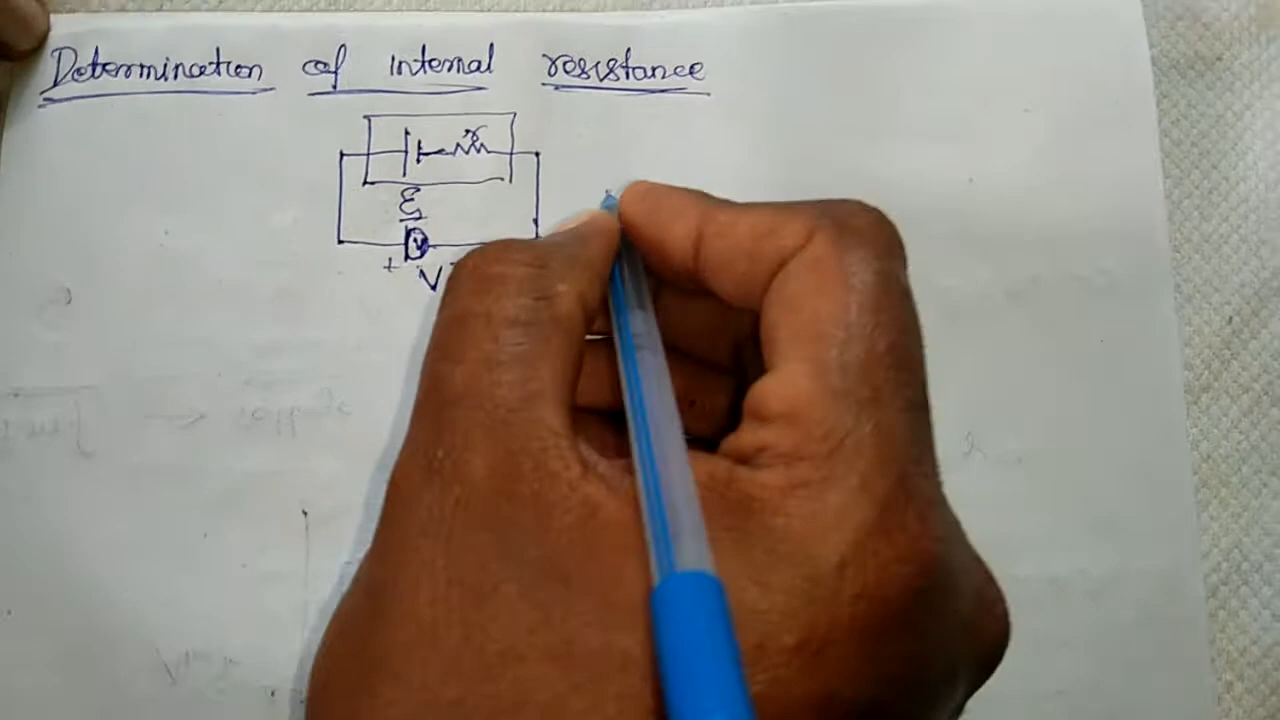 Determination of internal resistance
r
ε
V
+ V -